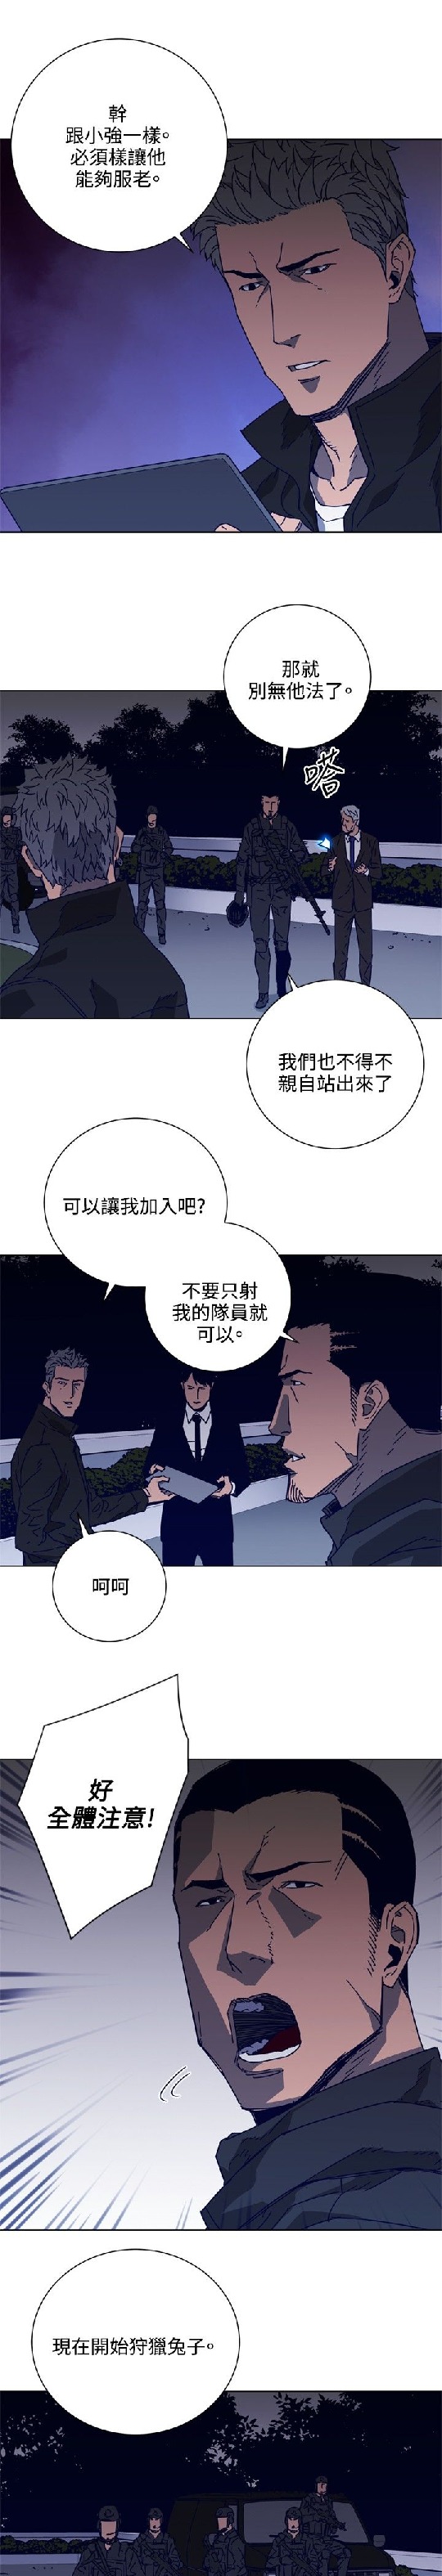 幹
跟小強一樣。
必須樣讓他
能夠服老。
那就
別無他法了。
嗒
我們也不得不
親自站出來了
可以讓我加入吧?
不要只射
我的隊員就
可以。
呵呵
好
全體注意!
現在開始狩獵兔子。